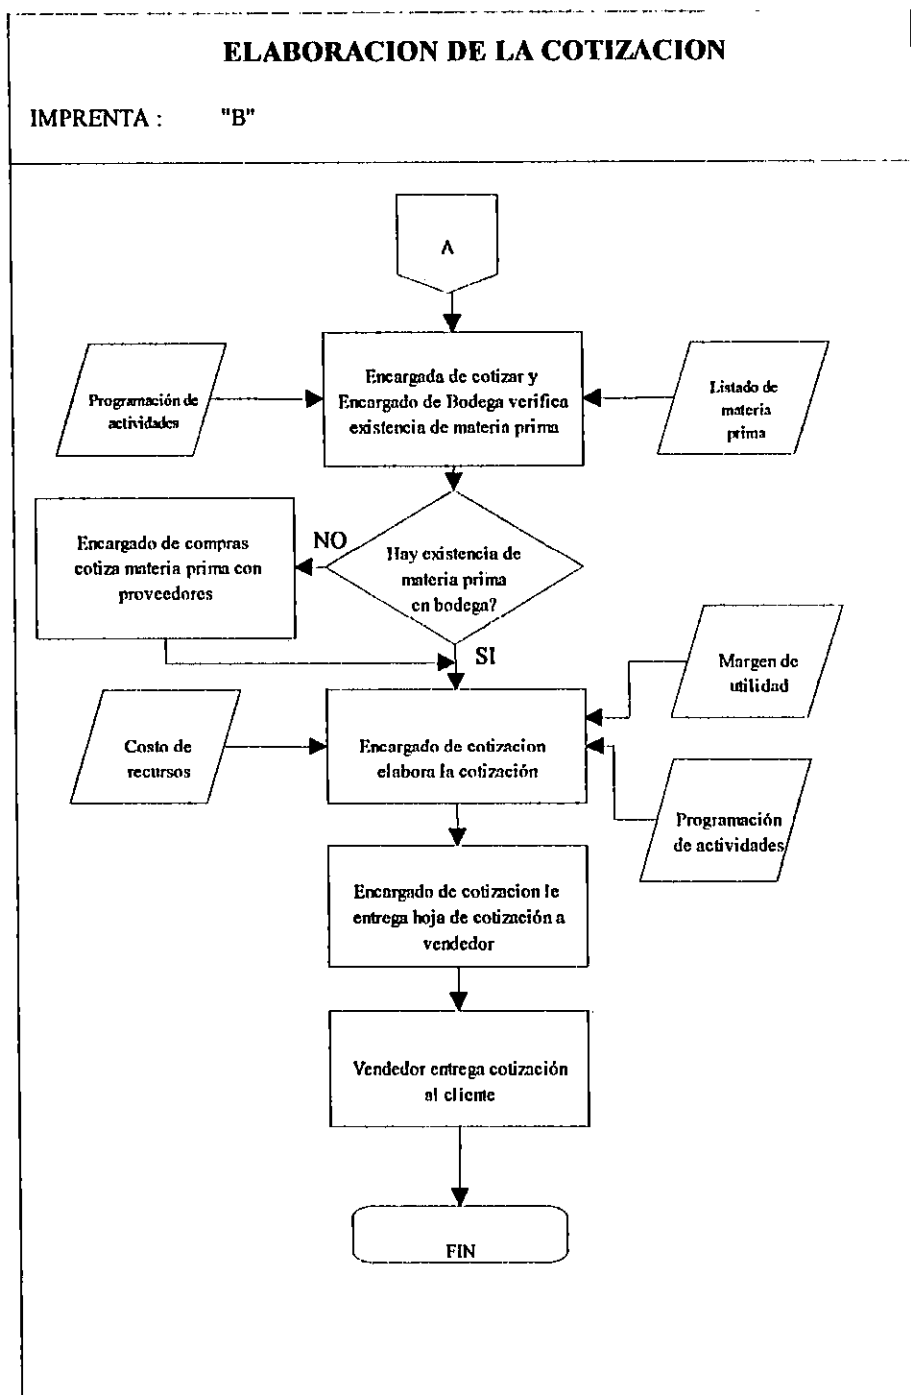 ELABORACION DE LA COTIZACION
IMPRENTA : "B"
A
Encargada de cotizar y
Encargado de Bodega verifica
existencia de materia prima
Programación de
actividades
Listado de
materia
prima
Encargado de compras
cotiza materia prima con
proveedores
NO
Hay existencia de
materia prima
en bodega?
SI
Margen de
utilidad
Costo de
recursos
Encargado de cotizacion
elabora la cotización
Programación
de actividades
Encargado de cotizacion le
entrega hoja de cotización a
vendedor
Vendedor entrega cotización
al cliente
FIN